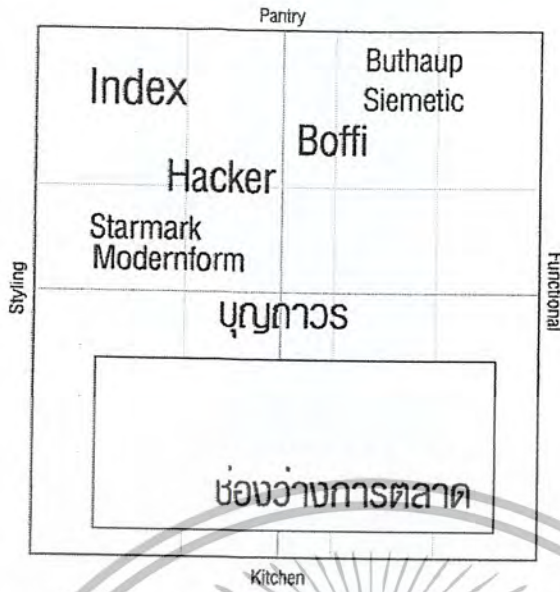 Pantry
Index
Buthaup
Siemetic
Boffi
Hacker
Starmark
Modernform
Styling
Functional
บุญถาวร
ช่องว่างการตลาด
Kitchen